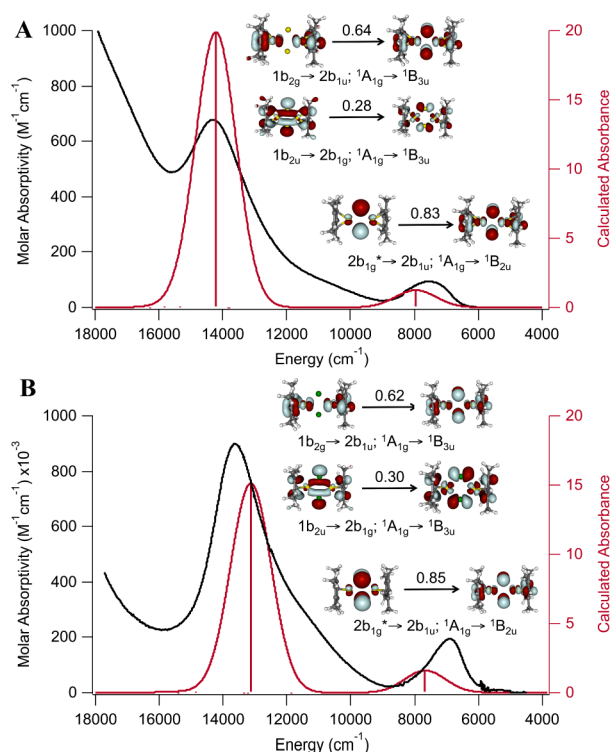 A
1000
800
600
400
200
0
Molar Absorptivity (M⁻¹cm⁻¹)
20
15
10
5
0
Calculated Absorbance
18000 16000 14000 12000 10000 8000 6000 4000
Energy (cm⁻¹)
0.64
1b₂g → 2b₁ᵤ; ¹A₁g → ¹B₃ᵤ
0.28
1b₂ᵤ → 2b₁g; ¹A₁g → ¹B₃ᵤ
0.83
2b₁g* → 2b₁ᵤ; ¹A₁g → ¹B₂ᵤ
B
1000
800
600
400
200
0
Molar Absorptivity (M⁻¹cm⁻¹) x10⁻³
20
15
10
5
0
Calculated Absorbance
18000 16000 14000 12000 10000 8000 6000 4000
Energy (cm⁻¹)
0.62
1b₂g → 2b₁ᵤ; ¹A₁g → ¹B₃ᵤ
0.30
1b₂ᵤ → 2b₁g; ¹A₁g → ¹B₃ᵤ
0.85
2b₁g* → 2b₁ᵤ; ¹A₁g → ¹B₂ᵤ